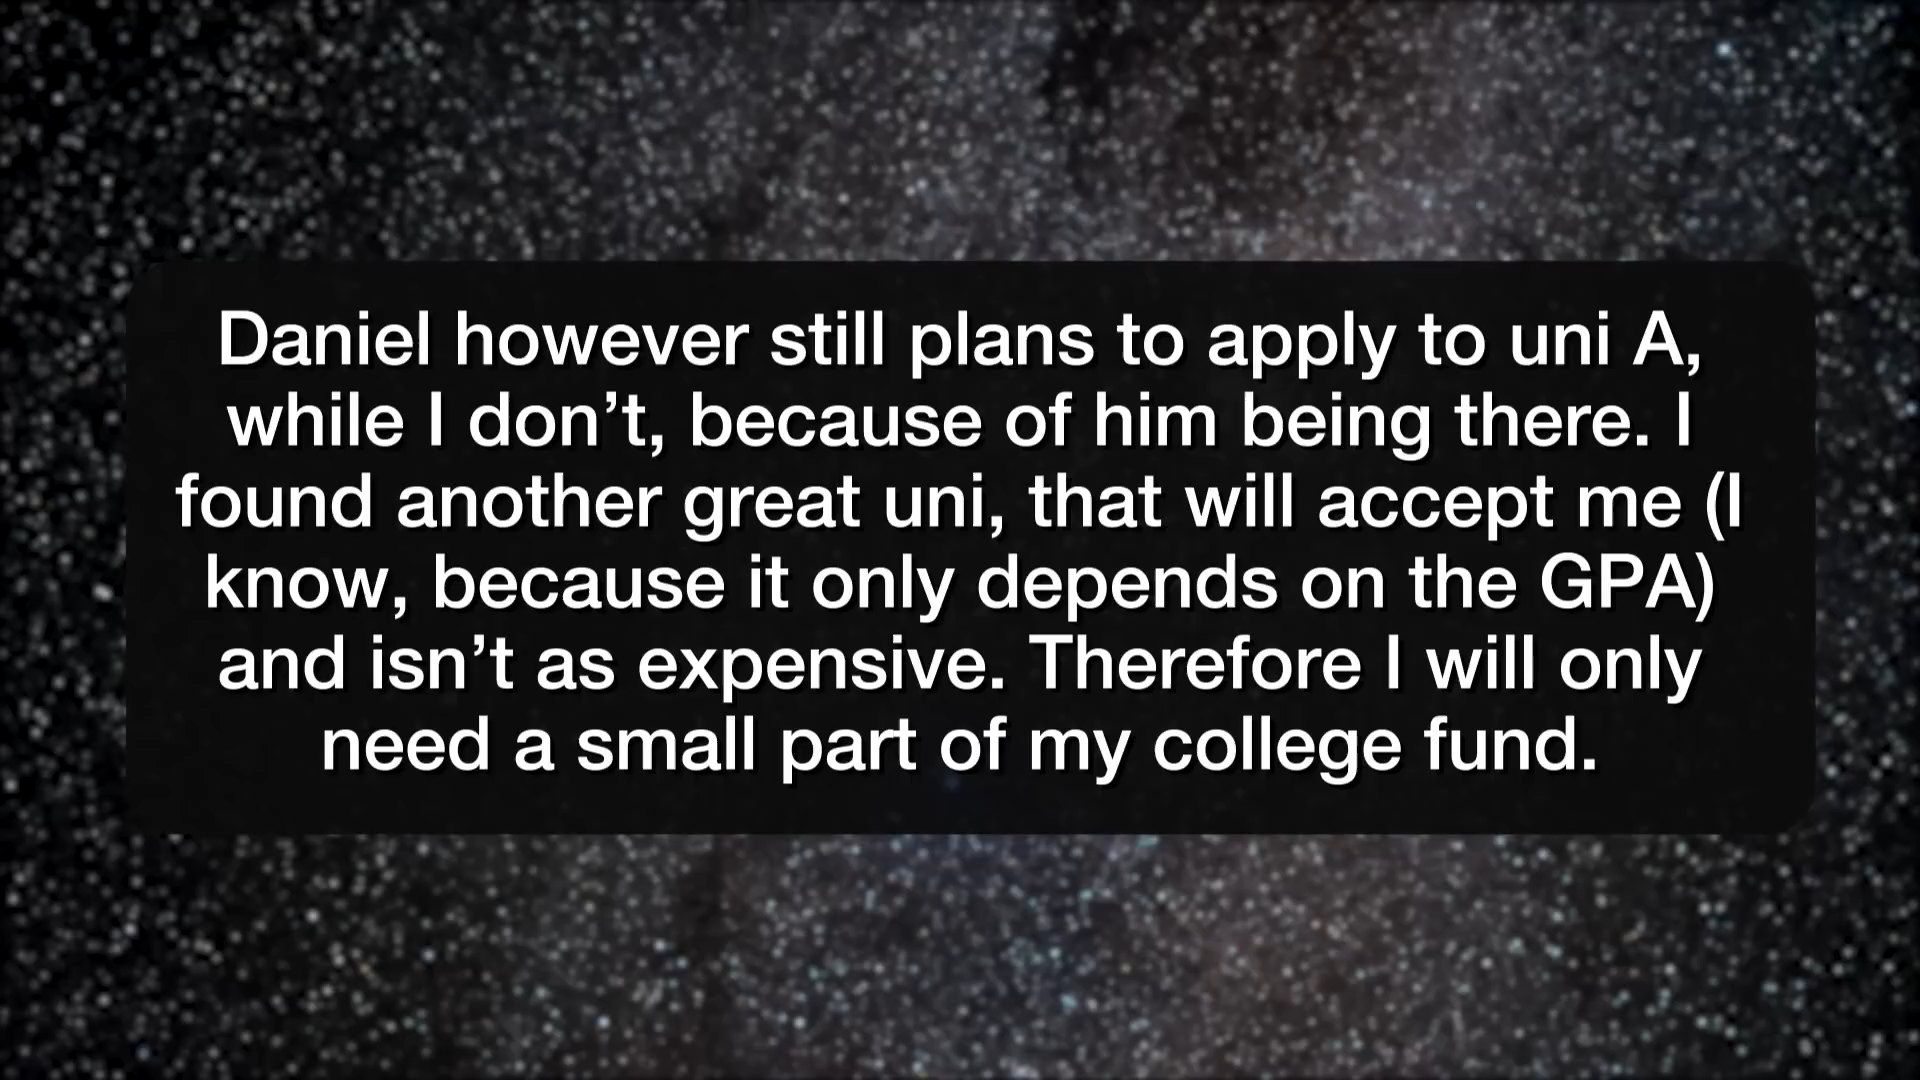 Daniel however still plans to apply to uni A,
while I don’t, because of him being there. I
found another great uni, that will accept me (I
know, because it only depends on the GPA)
and isn’t as expensive. Therefore I will only
need a small part of my college fund.